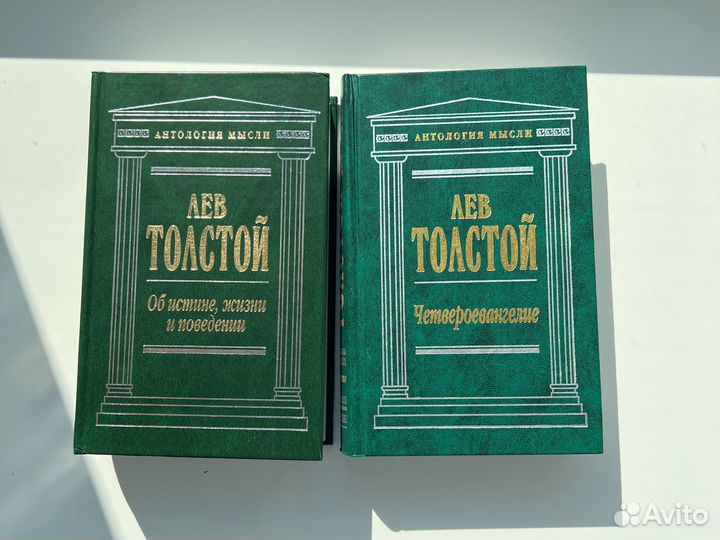 АНТОЛОГИЯ МЫСЛИ
ЛЕВ
ТОЛСТОЙ
Об истине, жизни
и поведении
АНТОЛОГИЯ МЫСЛИ
ЛЕВ
ТОЛСТОЙ
Четвероевангелие
Avito